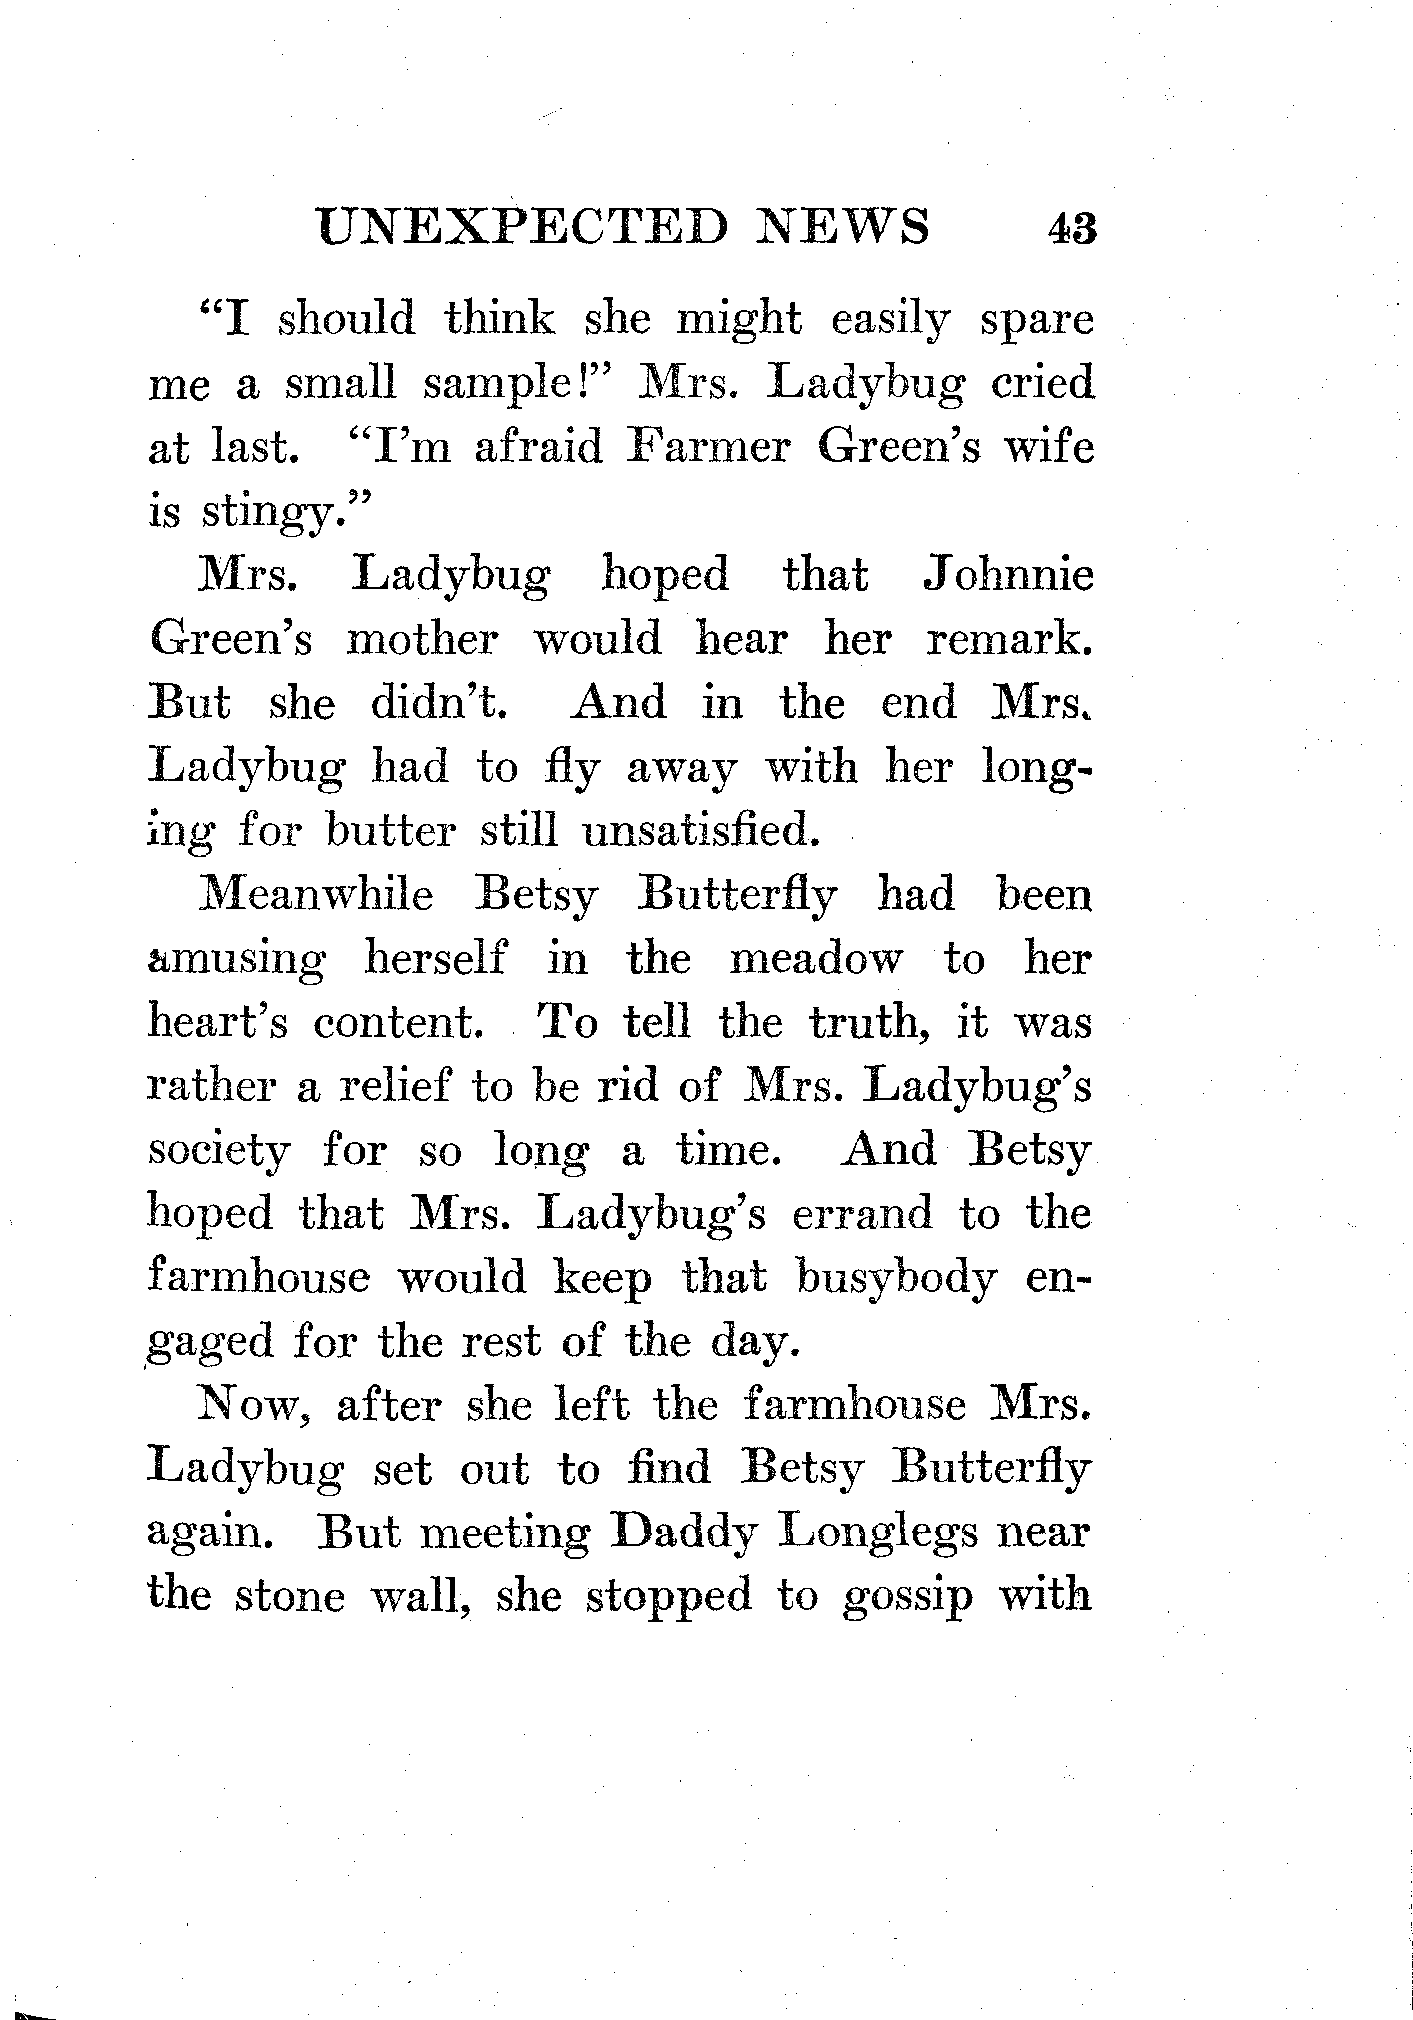 UNEXPECTED NEWS 43
“I should think she might easily spare
me a small sample!” Mrs. Ladybug cried
at last. “I’m afraid Farmer Green’s wife
is stingy.”
Mrs. Ladybug hoped that Johnnie
Green’s mother would hear her remark.
But she didn’t. And in the end Mrs.
Ladybug had to fly away with her long-
ing for butter still unsatisfied.
Meanwhile Betsy Butterfly had been
amusing herself in the meadow to her
heart’s content. To tell the truth, it was
rather a relief to be rid of Mrs. Ladybug’s
society for so long a time. And Betsy
hoped that Mrs. Ladybug’s errand to the
farmhouse would keep that busybody en-
gaged for the rest of the day.
Now, after she left the farmhouse Mrs.
Ladybug set out to find Betsy Butterfly
again. But meeting Daddy Longlegs near
the stone wall, she stopped to gossip with